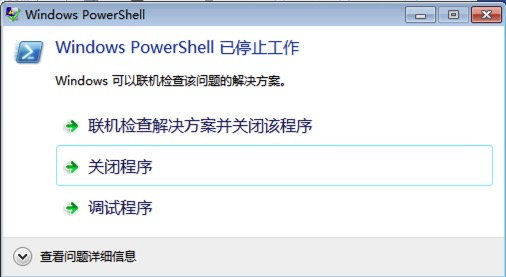 Windows PowerShell
Windows PowerShell 已停止工作
Windows 可以联机检查该问题的解决方案。
联机检查解决方案并关闭该程序
关闭程序
调试程序
查看问题详细信息